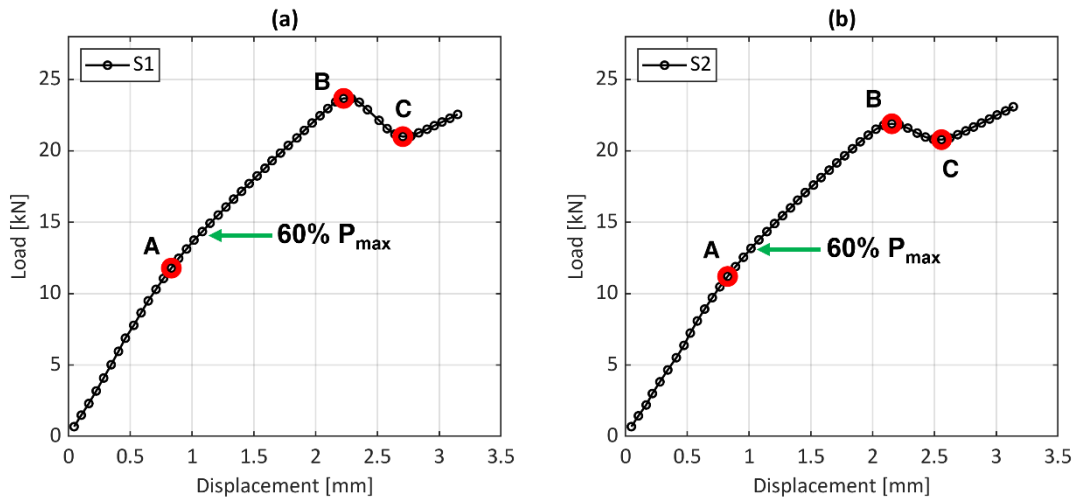 (a)
S1
25
20
15
10
5
0
Load [kN]
A
B
C
60% Pmax
0 0.5 1 1.5 2 2.5 3 3.5
Displacement [mm]
(b)
S2
25
20
15
10
5
0
Load [kN]
A
B
C
60% Pmax
0 0.5 1 1.5 2 2.5 3 3.5
Displacement [mm]